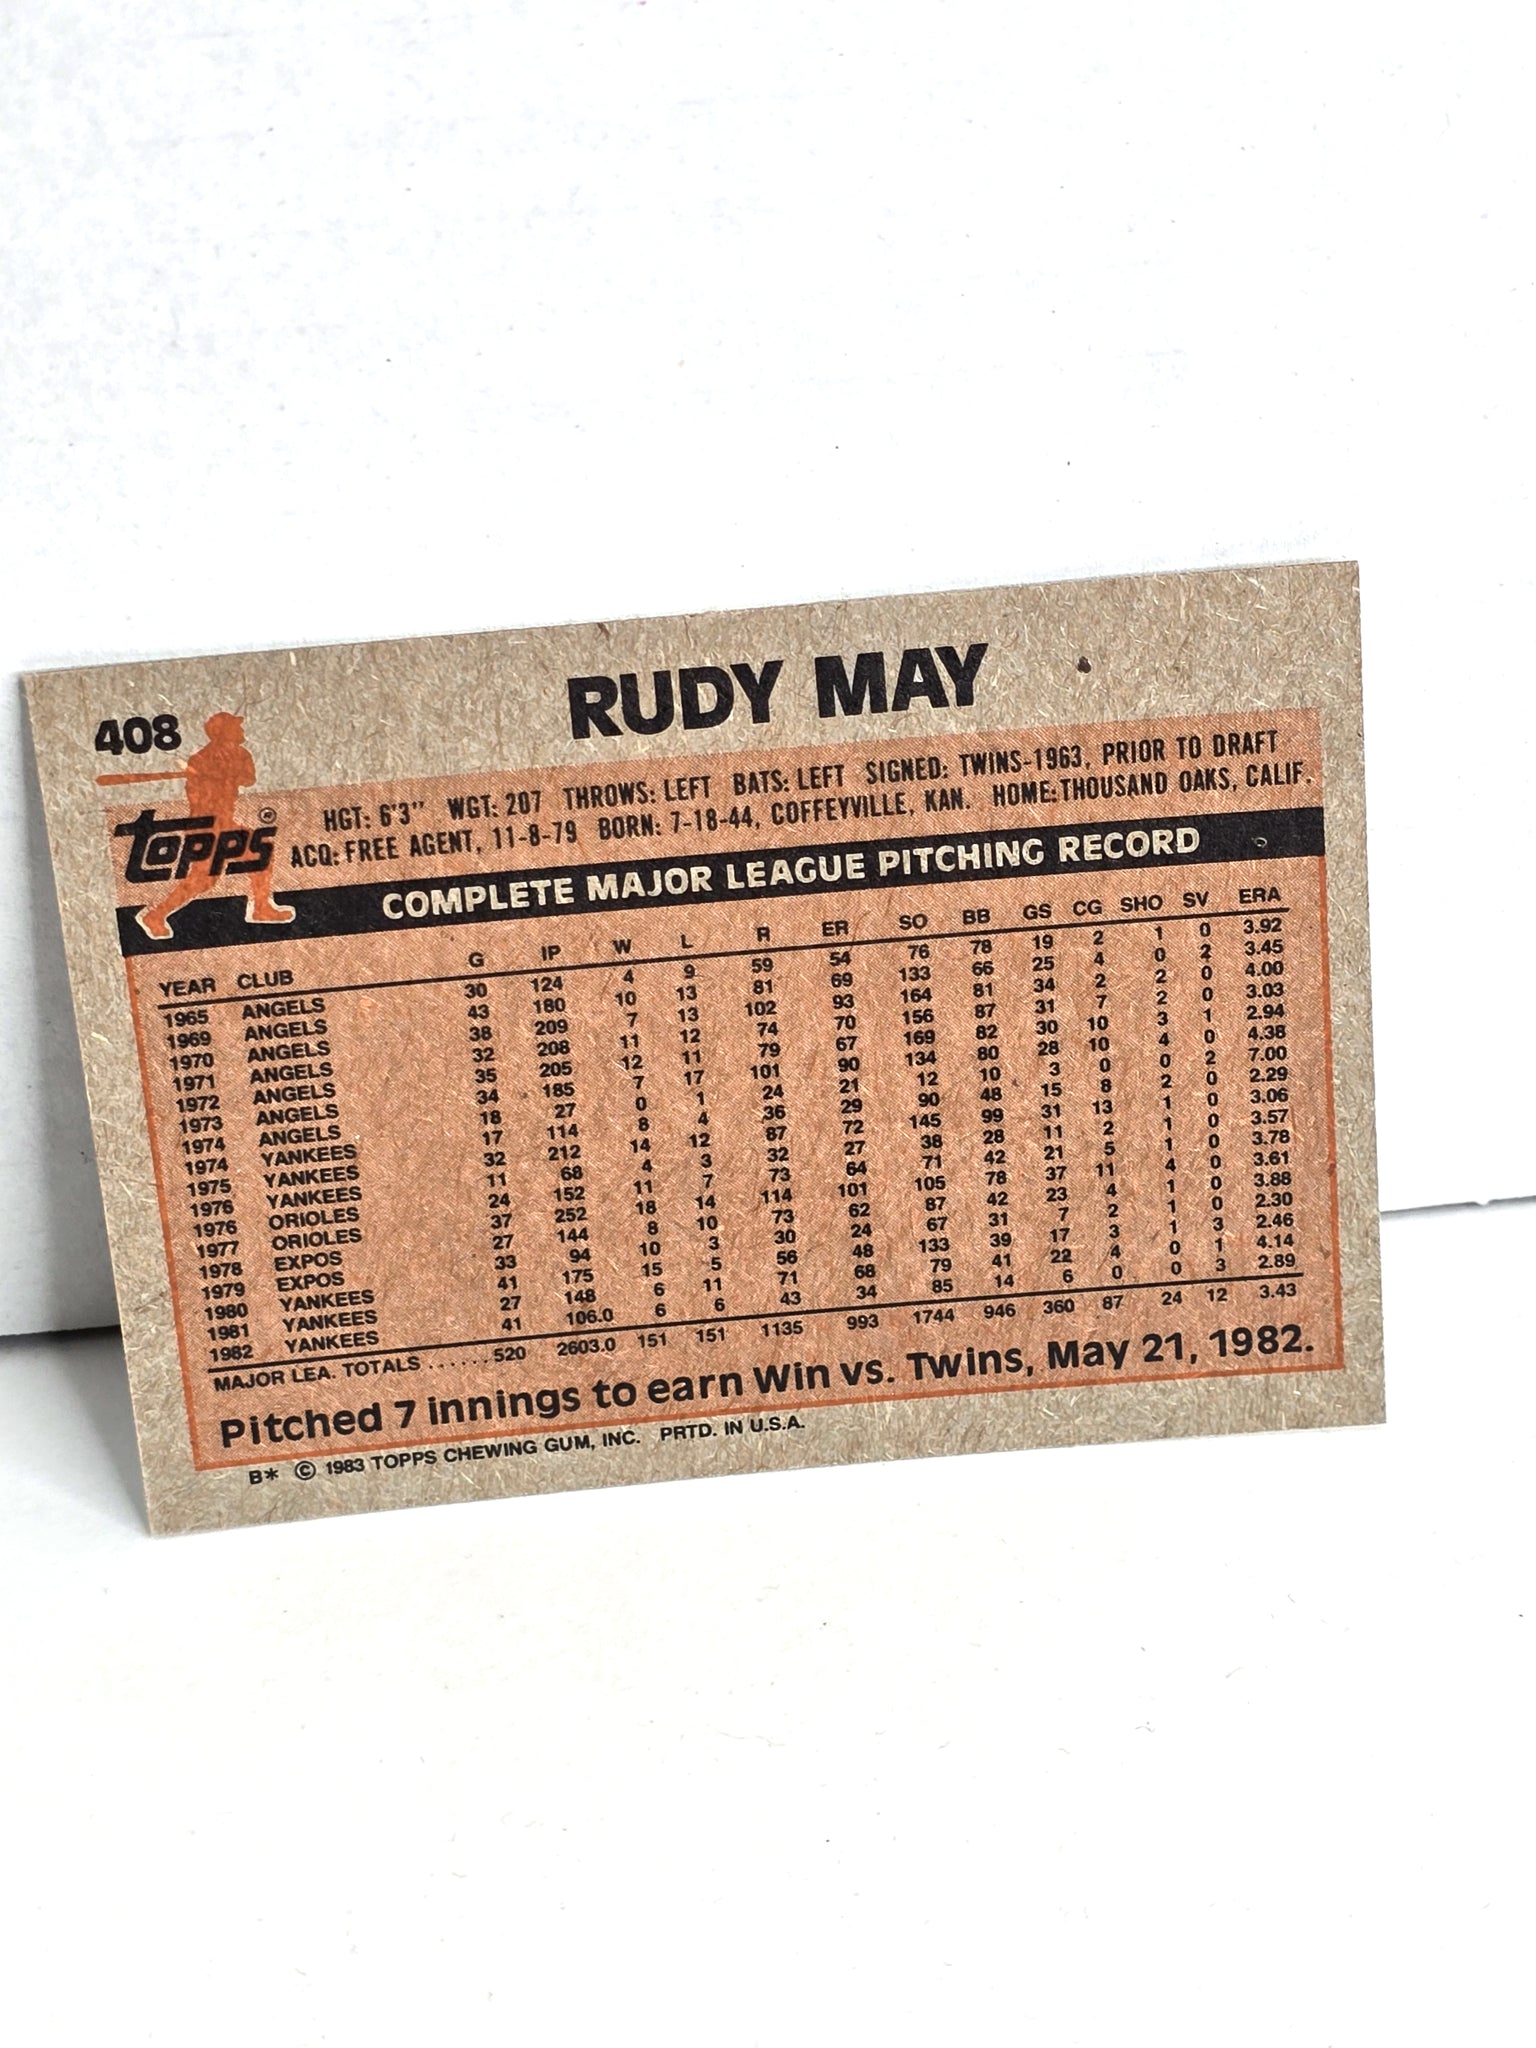 RUDY MAY
408
topps®
HGT: 6'3" WGT: 207 THROWS: LEFT BATS: LEFT SIGNED: TWINS-1963, PRIOR TO DRAFT
ACQ: FREE AGENT, 11-8-79 BORN: 7-18-44, COFFEYVILLE, KAN. HOME: THOUSAND OAKS, CALIF.
COMPLETE MAJOR LEAGUE PITCHING RECORD
YEAR CLUB G IP W L R ER SO BB GS CG SHO SV ERA
1965 ANGELS 30 124 4 9 59 54 76 78 19 2 1 0 3.92
1969 ANGELS 43 180 10 13 81 69 133 66 25 4 0 2 3.45
1970 ANGELS 38 209 7 13 102 93 164 81 34 2 2 0 4.00
1971 ANGELS 32 208 11 12 74 70 156 87 31 7 2 0 3.03
1972 ANGELS 35 205 12 11 79 67 169 82 30 10 3 1 2.94
1973 ANGELS 34 185 7 17 101 90 134 80 28 10 4 0 4.38
1974 ANGELS 18 27 0 1 24 21 12 10 3 0 0 2 7.00
1974 YANKEES 17 114 8 4 36 29 90 48 15 8 2 0 2.29
1975 YANKEES 32 212 14 12 87 72 145 99 31 13 1 0 3.06
1976 YANKEES 11 68 4 3 32 27 38 28 11 2 1 0 3.57
1976 ORIOLES 24 152 11 7 73 64 71 42 21 5 1 0 3.78
1977 ORIOLES 37 252 18 14 114 101 105 78 37 11 4 0 3.61
1978 EXPOS 27 144 8 10 73 62 87 42 23 4 1 0 3.88
1979 EXPOS 33 94 10 3 30 24 67 31 7 2 1 0 2.30
1980 YANKEES 41 175 15 5 56 48 133 39 17 3 1 3 2.46
1981 YANKEES 27 148 6 11 71 68 79 41 22 4 0 1 4.14
1982 YANKEES 41 106.0 6 6 43 34 85 14 6 0 0 3 2.89
MAJOR LEA. TOTALS ......520 2603.0 151 151 1135 993 1744 946 360 87 24 12 3.43
Pitched 7 innings to earn Win vs. Twins, May 21, 1982.
B* © 1983 TOPPS CHEWING GUM, INC. PRTD. IN U.S.A.